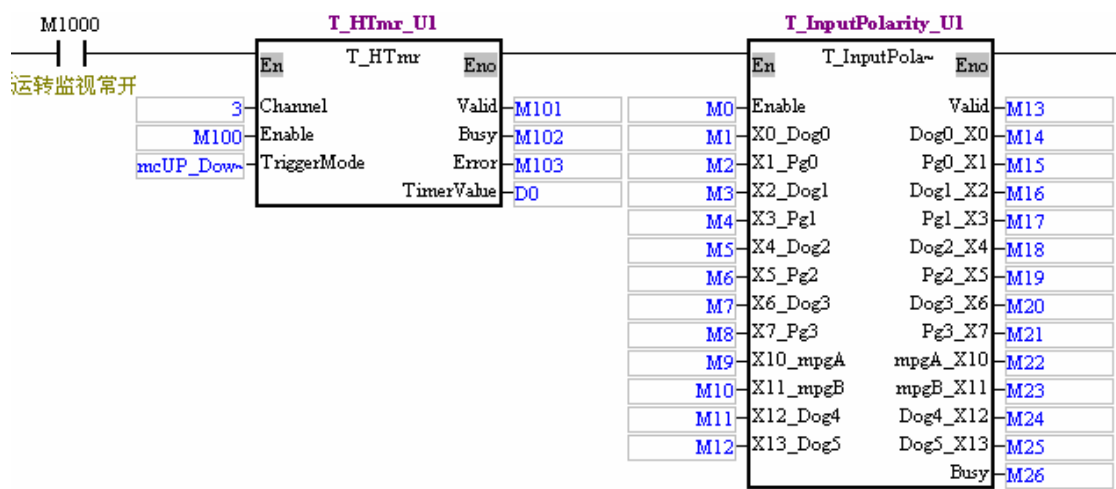 M1000
T_HTmr_U1
T_InputPolarity_U1
运转监视常开
En T_HTmr Eno
En T_InputPola~ Eno
3 Channel Valid M101
M100 Enable Busy M102
mcUP_Dow~ TriggerMode Error M103
TimerValue D0
M0 Enable Valid M13
M1 X0_Dog0 Dog0_X0 M14
M2 X1_Pg0 Pg0_X1 M15
M3 X2_Dog1 Dog1_X2 M16
M4 X3_Pg1 Pg1_X3 M17
M5 X4_Dog2 Dog2_X4 M18
M6 X5_Pg2 Pg2_X5 M19
M7 X6_Dog3 Dog3_X6 M20
M8 X7_Pg3 Pg3_X7 M21
M9 X10_mpgA mpgA_X10 M22
M10 X11_mpgB mpgB_X11 M23
M11 X12_Dog4 Dog4_X12 M24
M12 X13_Dog5 Dog5_X13 M25
Busy M26